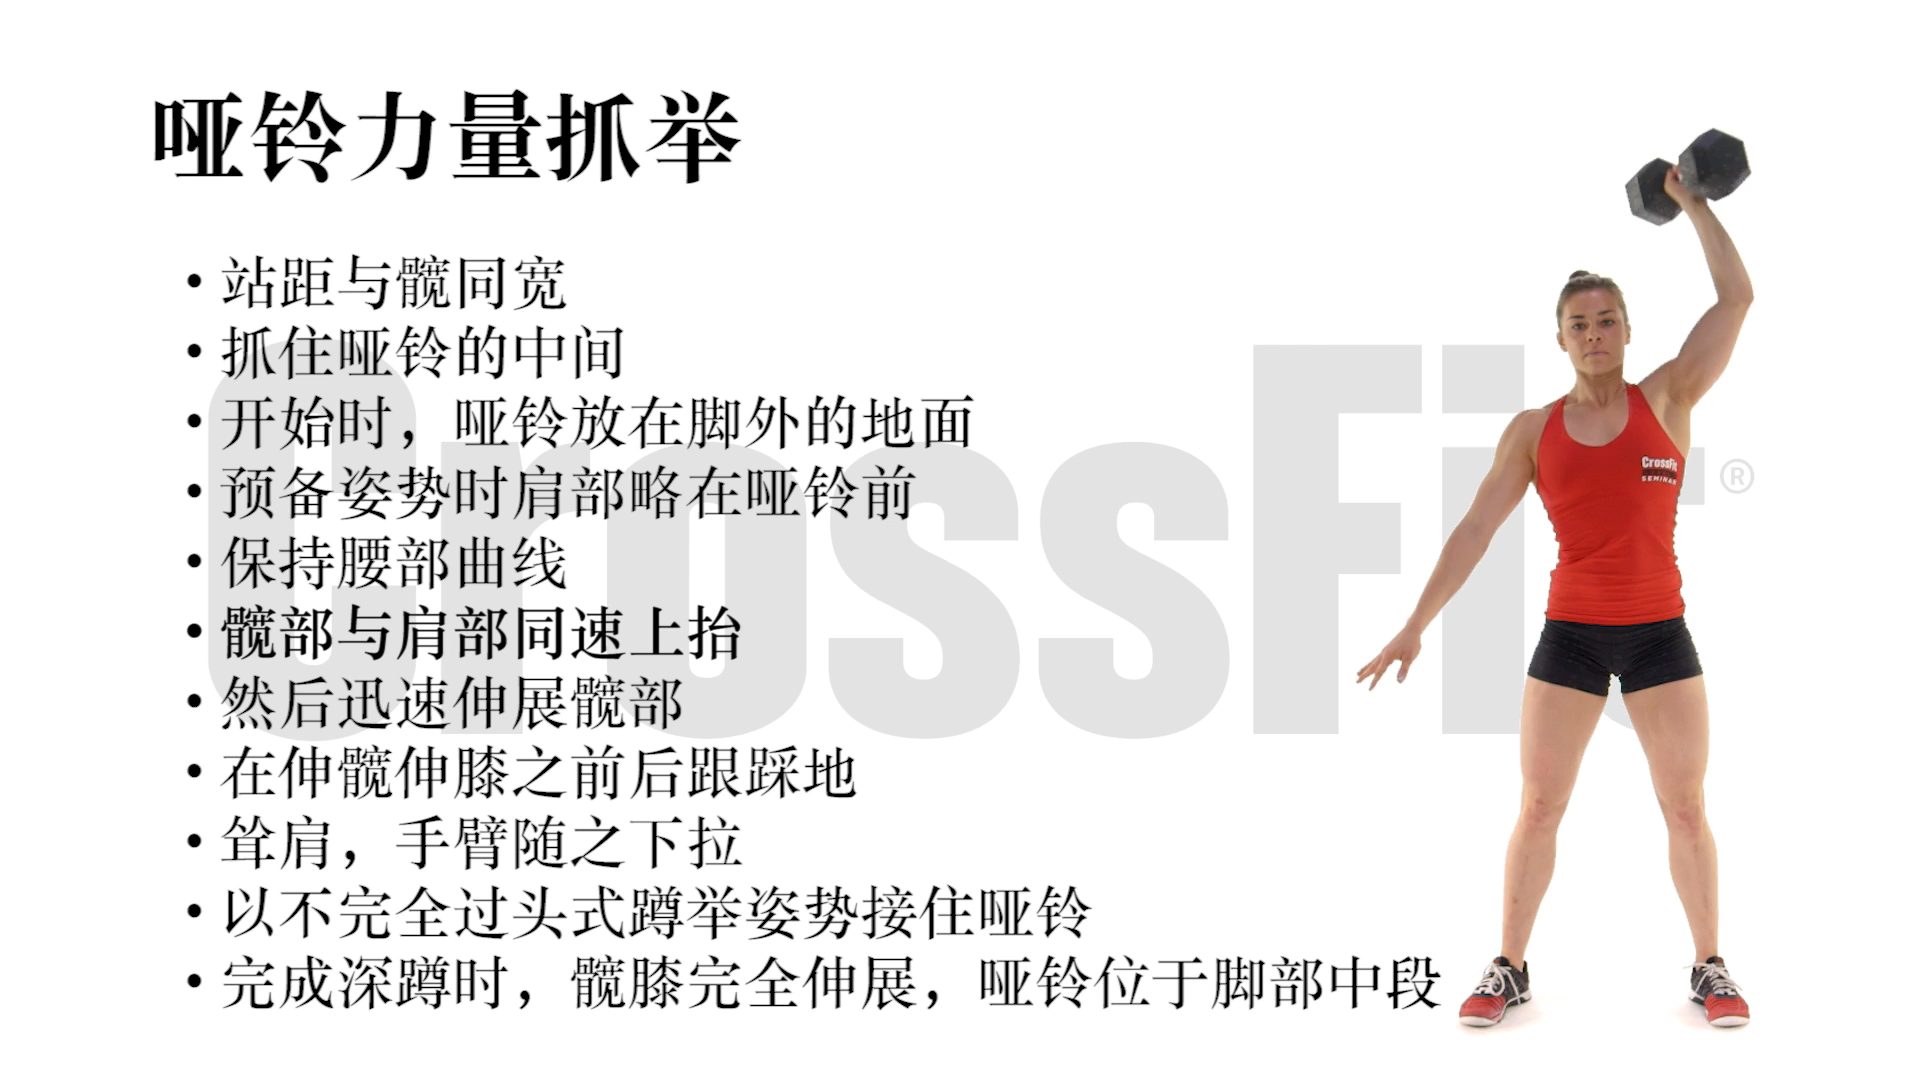 哑铃力量抓举
• 站距与髋同宽
• 抓住哑铃的中间
• 开始时，哑铃放在脚外的地面
• 预备姿势时肩部略在哑铃前
• 保持腰部曲线
• 髋部与肩部同速上抬
• 然后迅速伸展髋部
• 在伸髋伸膝之前后跟踩地
• 耸肩，手臂随之下拉
• 以不完全过头式蹲举姿势接住哑铃
• 完成深蹲时，髋膝完全伸展，哑铃位于脚部中段
CrossFit®
CrossFit
SEMINAR